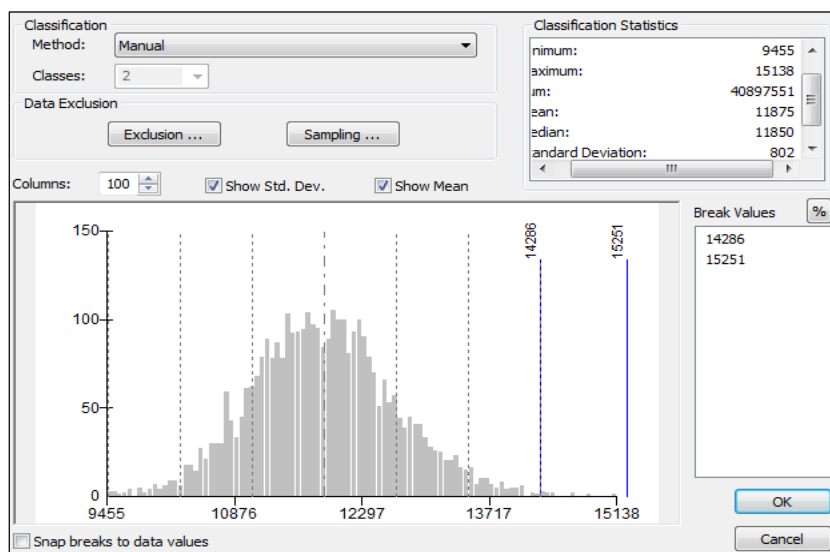 Classification
Method: Manual
Classes: 2
Data Exclusion
Exclusion ...
Sampling ...
Classification Statistics
nimum: 9455
aximum: 15138
um: 40897551
ean: 11875
edian: 11850
tandard Deviation: 802
Columns: 100
Show Std. Dev.
Show Mean
Break Values
%
14286
15251
150
100
50
0
9455
10876
12297
13717
15138
14286
15251
OK
Cancel
Snap breaks to data values